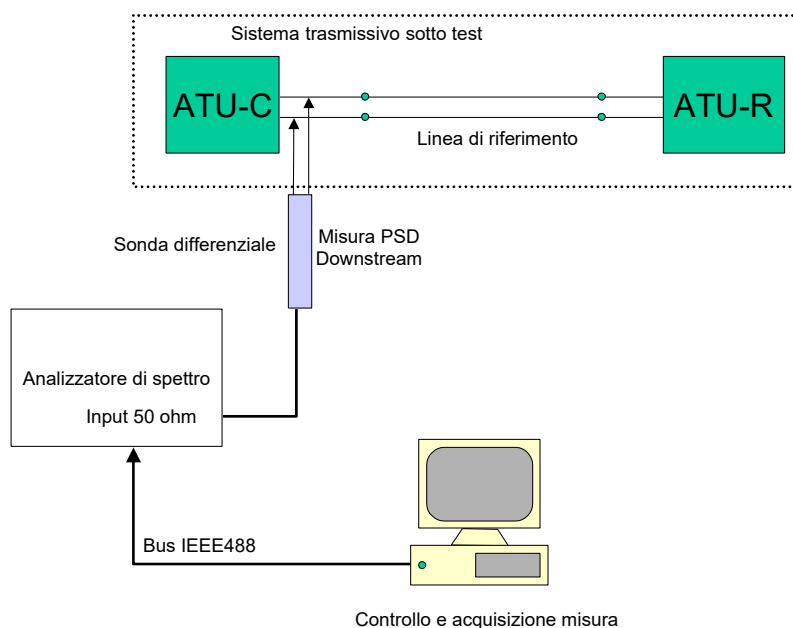 Sistema trasmissivo sotto test
ATU-C
ATU-R
Linea di riferimento
Sonda differenziale
Misura PSD
Downstream
Analizzatore di spettro
Input 50 ohm
Bus IEEE488
Controllo e acquisizione misura